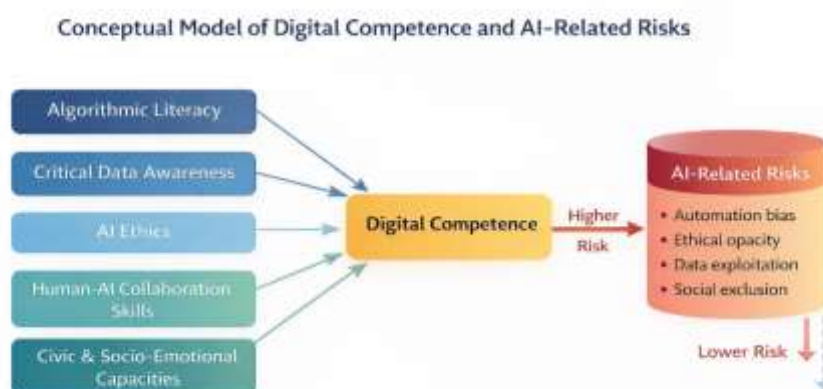 Conceptual Model of Digital Competence and AI-Related Risks
Algorithmic Literacy
Critical Data Awareness
AI Ethics
Human-AI Collaboration
Skills
Civic & Socio-Emotional
Capacities
Digital Competence
Higher
Risk
AI-Related Risks
• Automation bias
• Ethical opacity
• Data exploitation
• Social exclusion
Lower Risk